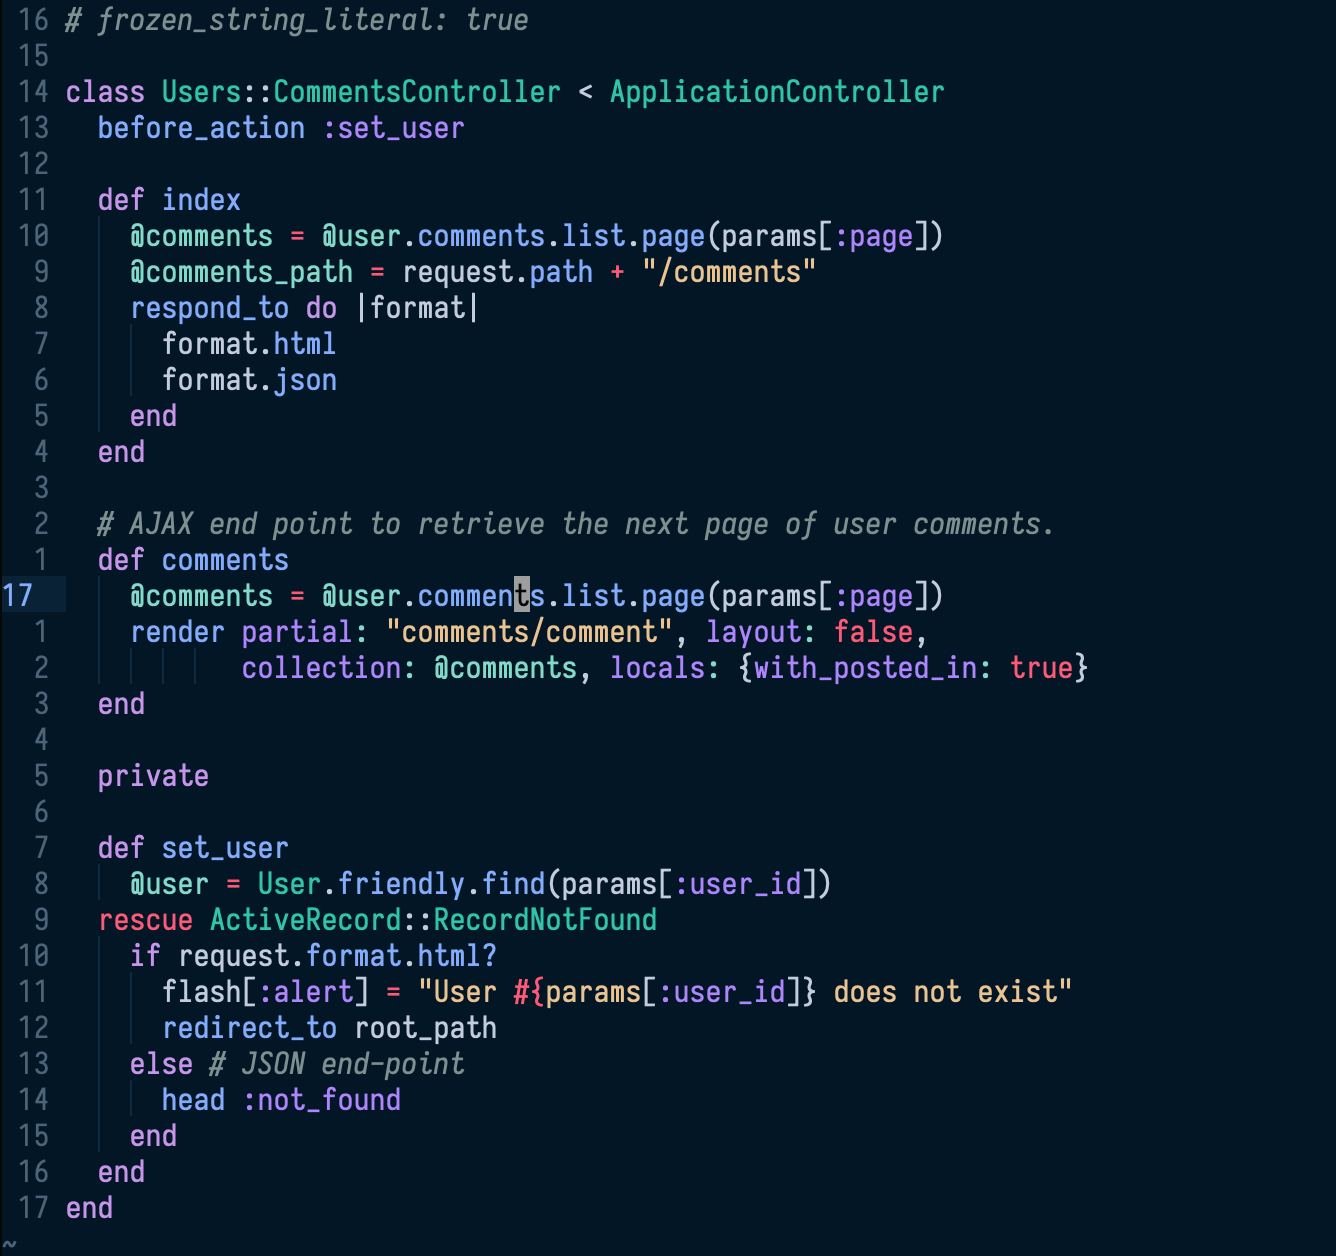 16 # frozen_string_literal: true
15
14 class Users::CommentsController < ApplicationController
13   before_action :set_user
12
11   def index
10     @comments = @user.comments.list.page(params[:page])
9     @comments_path = request.path + "/comments"
8     respond_to do |format|
7       format.html
6       format.json
5     end
4   end
3
2   # AJAX end point to retrieve the next page of user comments.
1   def comments
17     @comments = @user.comments.list.page(params[:page])
1     render partial: "comments/comment", layout: false,
2            collection: @comments, locals: {with_posted_in: true}
3   end
4
5   private
6
7   def set_user
8     @user = User.friendly.find(params[:user_id])
9   rescue ActiveRecord::RecordNotFound
10     if request.format.html?
11       flash[:alert] = "User #{params[:user_id]} does not exist"
12       redirect_to root_path
13     else # JSON end-point
14       head :not_found
15     end
16   end
17 end
~